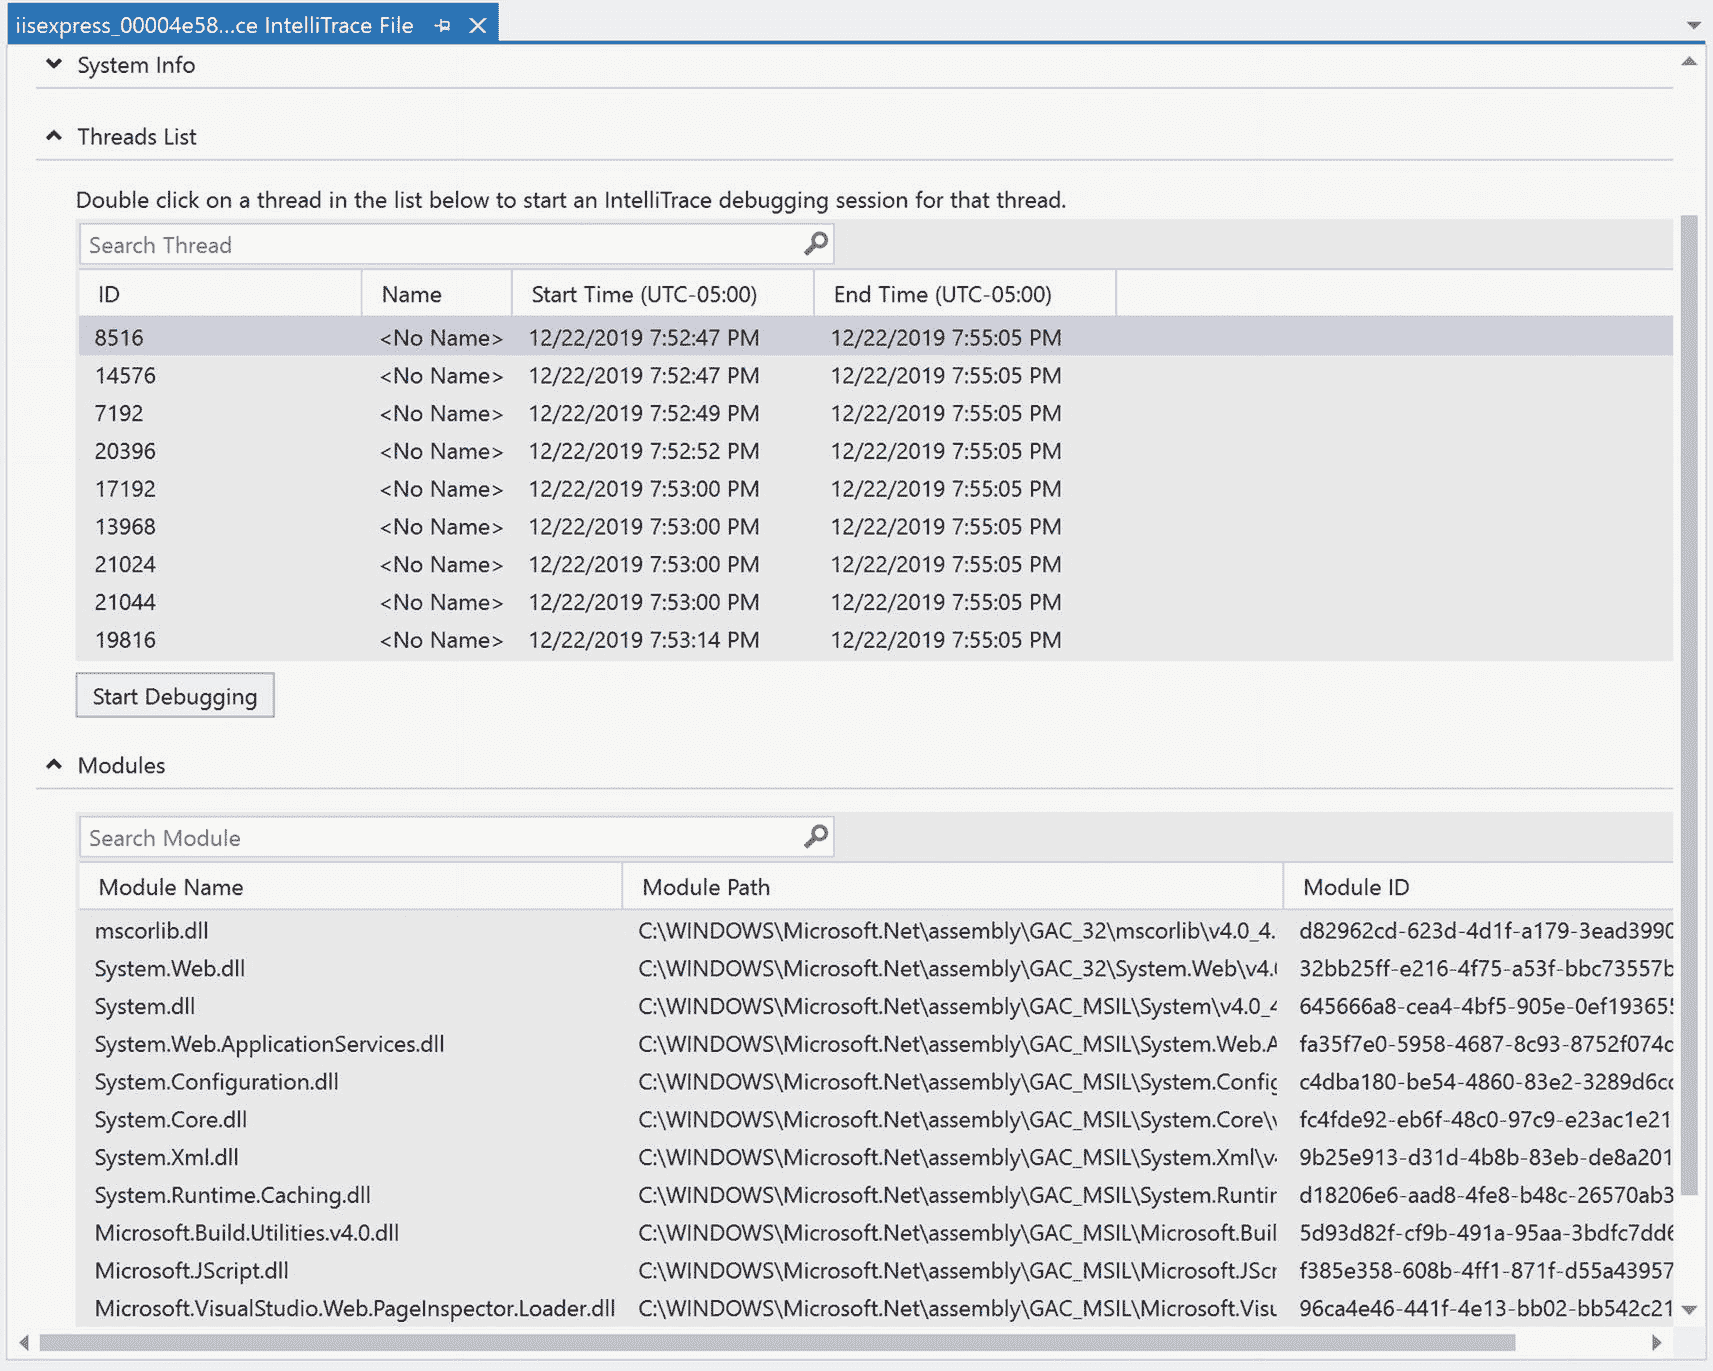 iisexpress_00004e58...ce IntelliTrace File
System Info
Threads List
Double click on a thread in the list below to start an IntelliTrace debugging session for that thread.
Search Thread
ID Name Start Time (UTC-05:00) End Time (UTC-05:00)
8516 <No Name> 12/22/2019 7:52:47 PM 12/22/2019 7:55:05 PM
14576 <No Name> 12/22/2019 7:52:47 PM 12/22/2019 7:55:05 PM
7192 <No Name> 12/22/2019 7:52:49 PM 12/22/2019 7:55:05 PM
20396 <No Name> 12/22/2019 7:52:52 PM 12/22/2019 7:55:05 PM
17192 <No Name> 12/22/2019 7:53:00 PM 12/22/2019 7:55:05 PM
13968 <No Name> 12/22/2019 7:53:00 PM 12/22/2019 7:55:05 PM
21024 <No Name> 12/22/2019 7:53:00 PM 12/22/2019 7:55:05 PM
21044 <No Name> 12/22/2019 7:53:00 PM 12/22/2019 7:55:05 PM
19816 <No Name> 12/22/2019 7:53:14 PM 12/22/2019 7:55:05 PM
Start Debugging
Modules
Search Module
Module Name Module Path Module ID
mscorlib.dll C:\WINDOWS\Microsoft.Net\assembly\GAC_32\mscorlib\v4.0_4. d82962cd-623d-4d1f-a179-3ead3990
System.Web.dll C:\WINDOWS\Microsoft.Net\assembly\GAC_32\System.Web\v4.0 32bb25ff-e216-4f75-a53f-bbc73557b
System.dll C:\WINDOWS\Microsoft.Net\assembly\GAC_MSIL\System\v4.0_4 645666a8-cea4-4bf5-905e-0ef193655
System.Web.ApplicationServices.dll C:\WINDOWS\Microsoft.Net\assembly\GAC_MSIL\System.Web.A fa35f7e0-5958-4687-8c93-8752f074c
System.Configuration.dll C:\WINDOWS\Microsoft.Net\assembly\GAC_MSIL\System.Config c4dba180-be54-4860-83e2-3289d6cc
System.Core.dll C:\WINDOWS\Microsoft.Net\assembly\GAC_MSIL\System.Core\v fc4fde92-eb6f-48c0-97c9-e23ac1e21
System.Xml.dll C:\WINDOWS\Microsoft.Net\assembly\GAC_MSIL\System.Xml\v4 9b25e913-d31d-4b8b-83eb-de8a201
System.Runtime.Caching.dll C:\WINDOWS\Microsoft.Net\assembly\GAC_MSIL\System.Runtim d18206e6-aad8-4fe8-b48c-26570ab3
Microsoft.Build.Utilities.v4.0.dll C:\WINDOWS\Microsoft.Net\assembly\GAC_MSIL\Microsoft.Buil 5d93d82f-cf9b-491a-95aa-3bdfc7dd6
Microsoft.JScript.dll C:\WINDOWS\Microsoft.Net\assembly\GAC_MSIL\Microsoft.JScr f385e358-608b-4ff1-871f-d55a43957
Microsoft.VisualStudio.Web.PageInspector.Loader.dll C:\WINDOWS\Microsoft.Net\assembly\GAC_MSIL\Microsoft.Visu 96ca4e46-441f-4e13-bb02-bb542c21